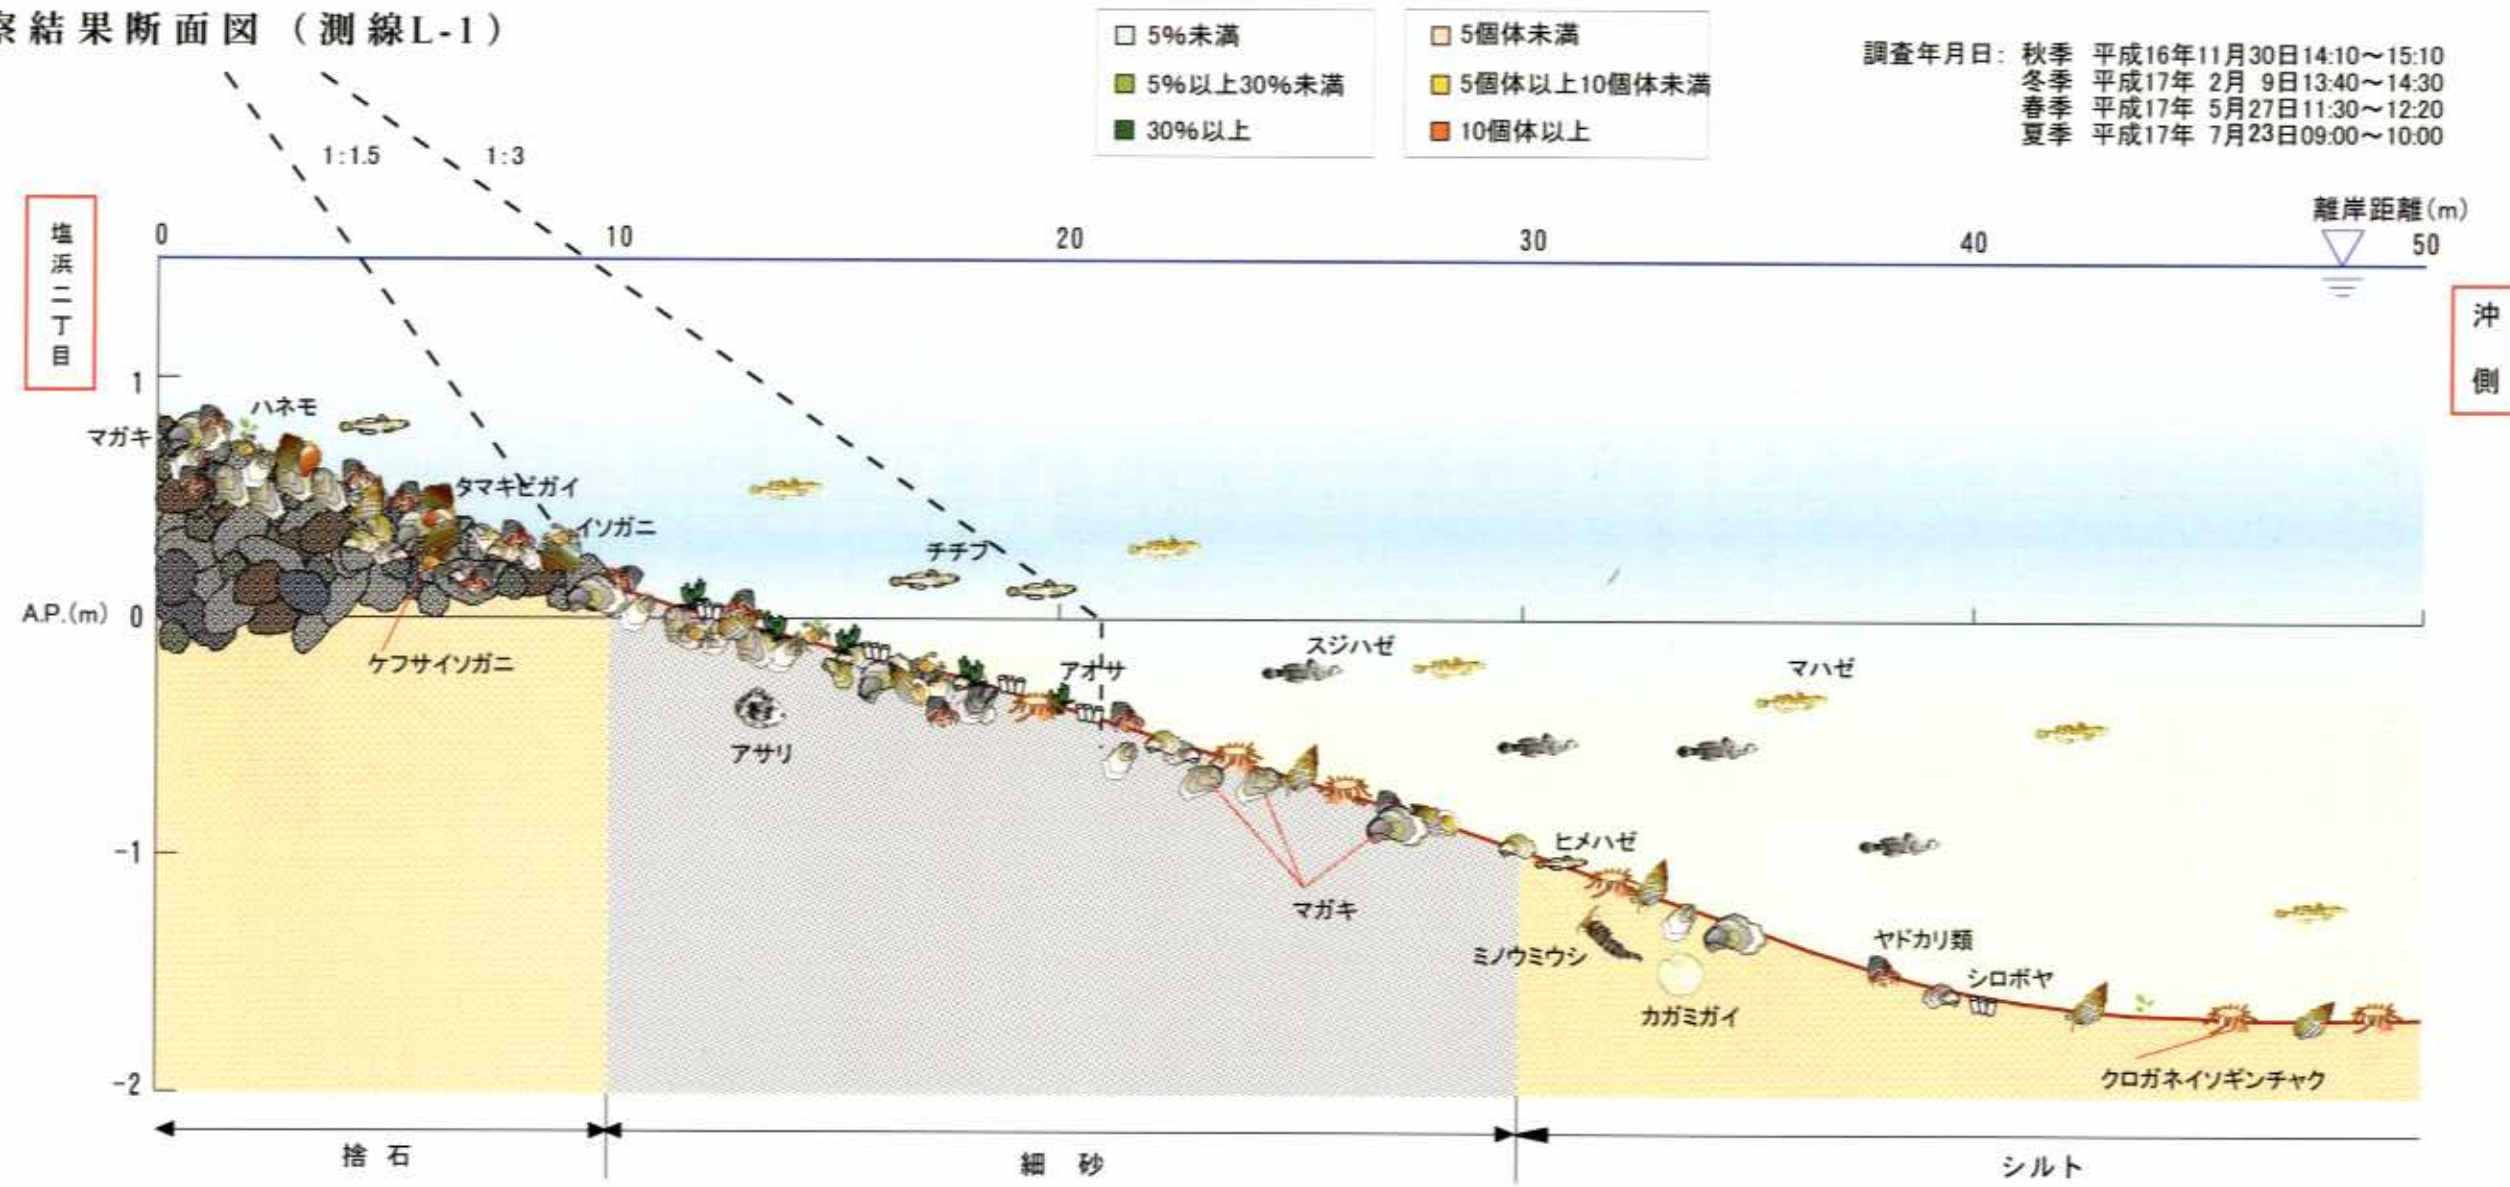 察結果断面図（測線L-1）
5%未満
5%以上30%未満
30%以上
5個体未満
5個体以上10個体未満
10個体以上
調査年月日: 秋季 平成16年11月30日14:10～15:10
冬季 平成17年 2月 9日13:40～14:30
春季 平成17年 5月27日11:30～12:20
夏季 平成17年 7月23日09:00～10:00
1:1.5
1:3
離岸距離(m)
塩浜二丁目
0 10 20 30 40 50
沖側
1
ハネモ
マガキ
タマキビガイ
イソガニ
チチブ
A.P.(m) 0
ケフサイソガニ
アオサ
スジハゼ
マハゼ
アサリ
-1
ヒメハゼ
マガキ
ミノウミウシ
ヤドカリ類
シロボヤ
カガミガイ
-2
クロガネイソギンチャク
捨石
細砂
シルト